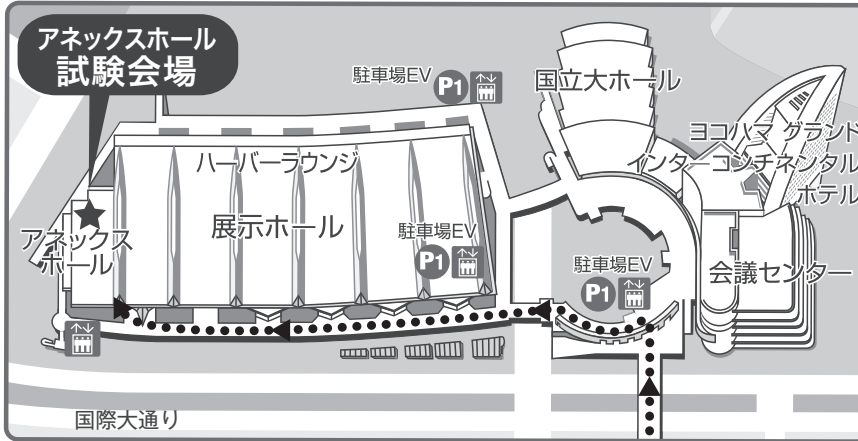 アネックスホール
試験会場
駐車場EV
P1
国立大ホール
ヨコハマ グランド
インターコンチネンタル
ホテル
ハーバーラウンジ
展示ホール
アネックス
ホール
駐車場EV
P1
駐車場EV
P1
会議センター
国際大通り